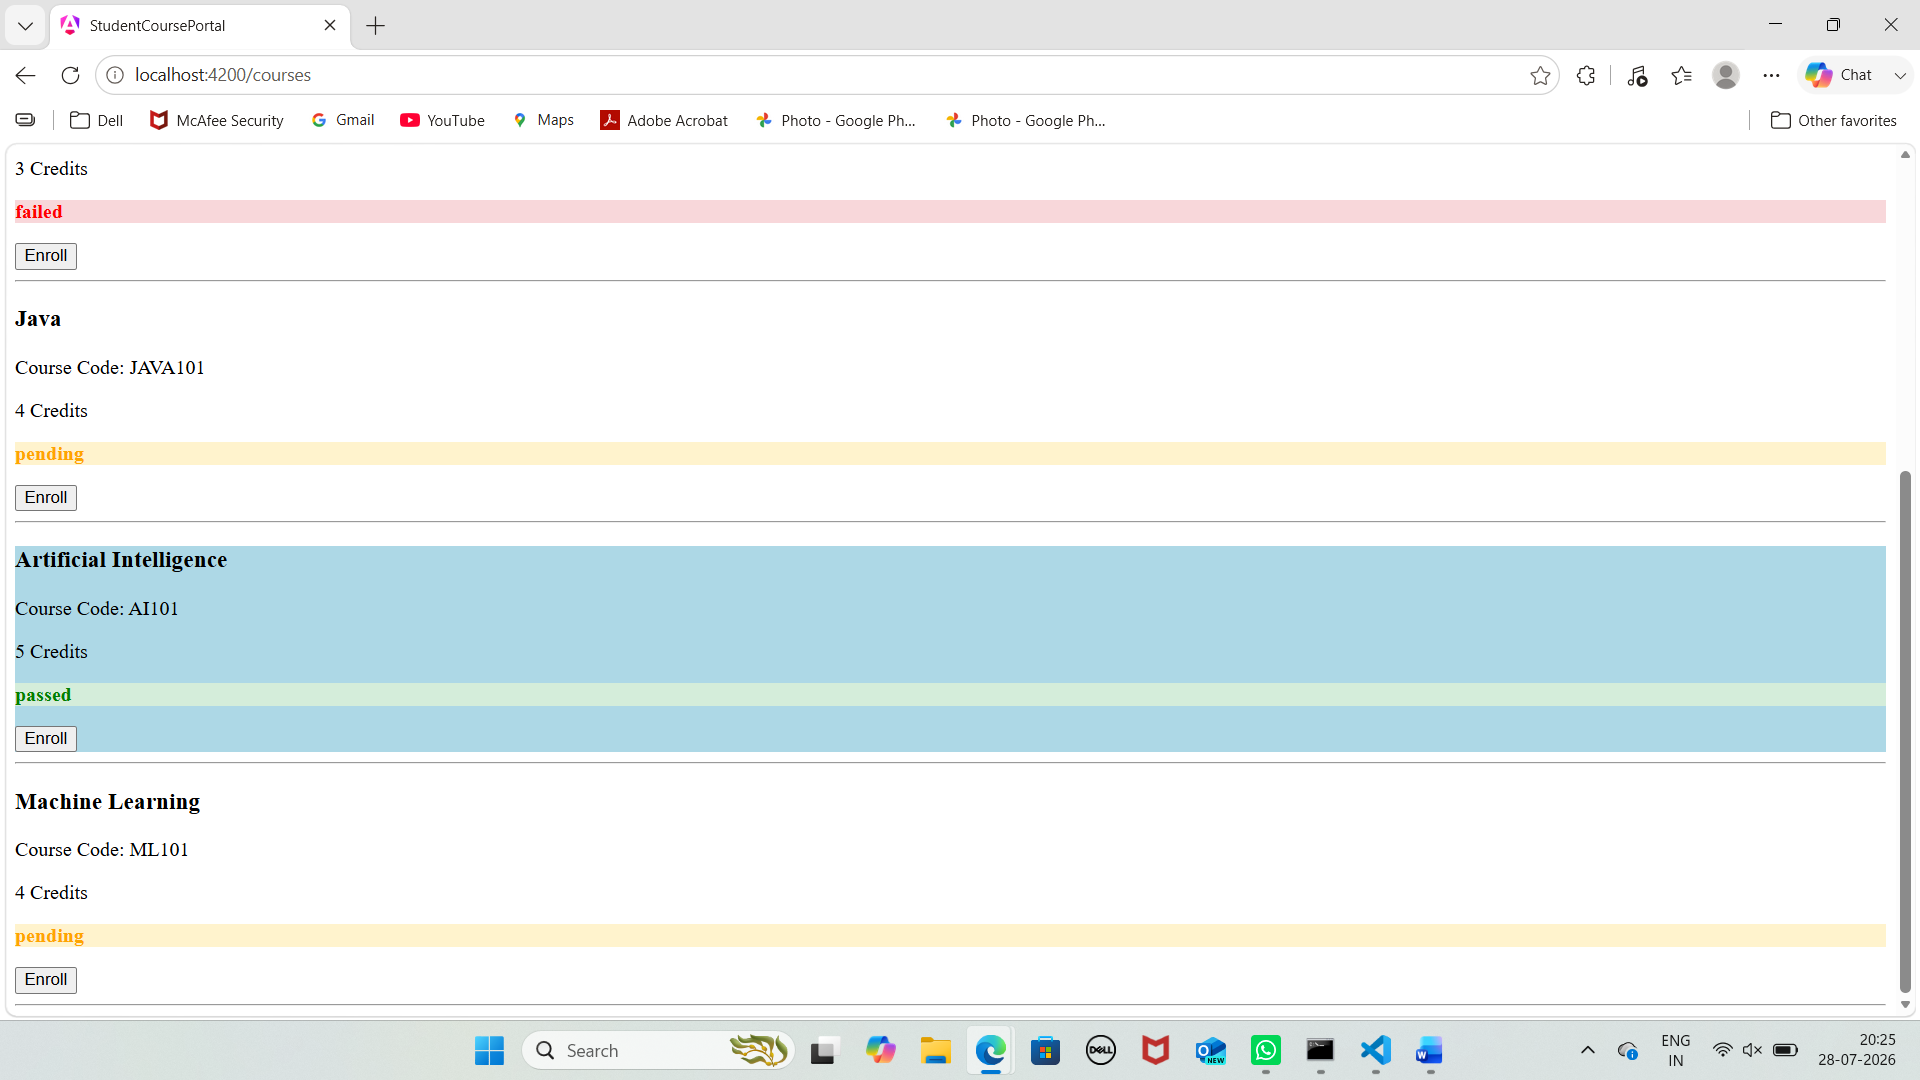 StudentCoursePortal
localhost:4200/courses
Chat
Dell
McAfee Security
Gmail
YouTube
Maps
Adobe Acrobat
Photo - Google Ph...
Photo - Google Ph...
Other favorites
3 Credits
failed
Enroll
Java
Course Code: JAVA101
4 Credits
pending
Enroll
Artificial Intelligence
Course Code: AI101
5 Credits
passed
Enroll
Machine Learning
Course Code: ML101
4 Credits
pending
Enroll
Search
DELL
NEW
ENG
IN
20:25
28-07-2026